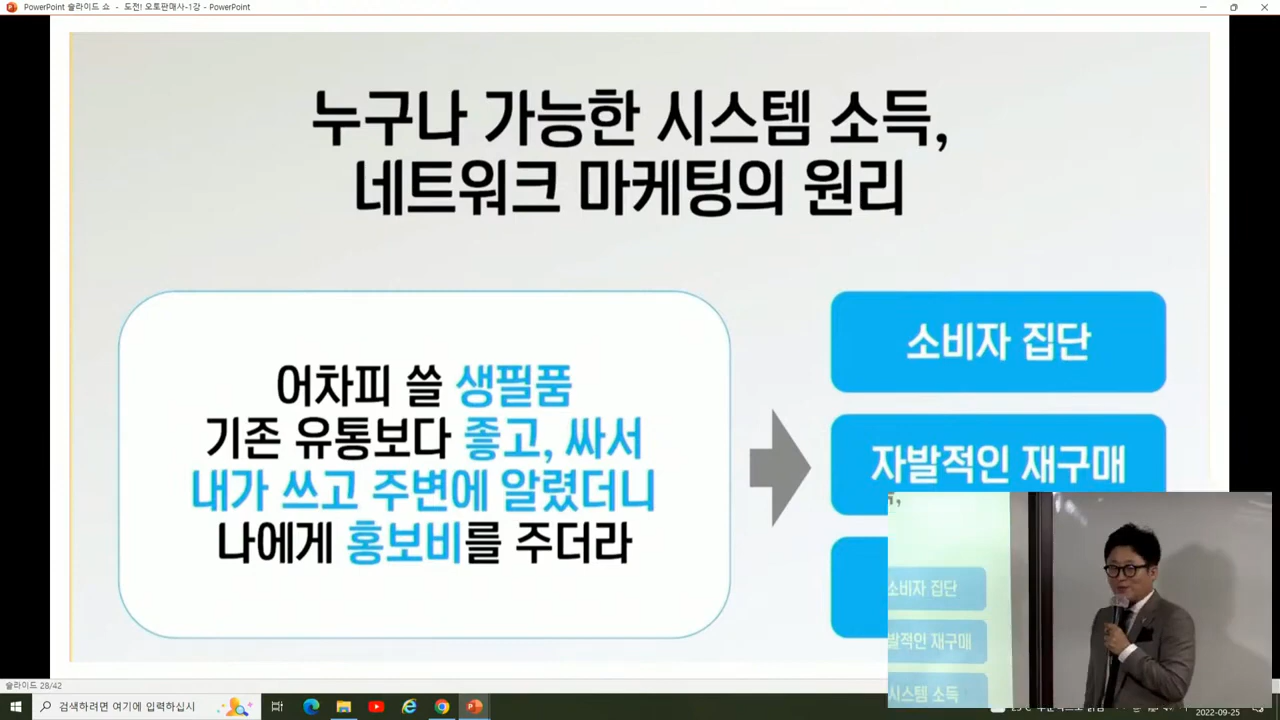 PowerPoint 슬라이드 쇼 - 도전! 오토판매사-1강 - PowerPoint
누구나 가능한 시스템 소득,
네트워크 마케팅의 원리
어차피 쓸 생필품
기존 유통보다 좋고, 싸서
내가 쓰고 주변에 알렸더니
나에게 홍보비를 주더라
소비자 집단
자발적인 재구매
소비자 집단
발적인 재구매
시스템 소득
슬라이드 28/42
검색하려면 여기에 입력하십시
2022-09-25